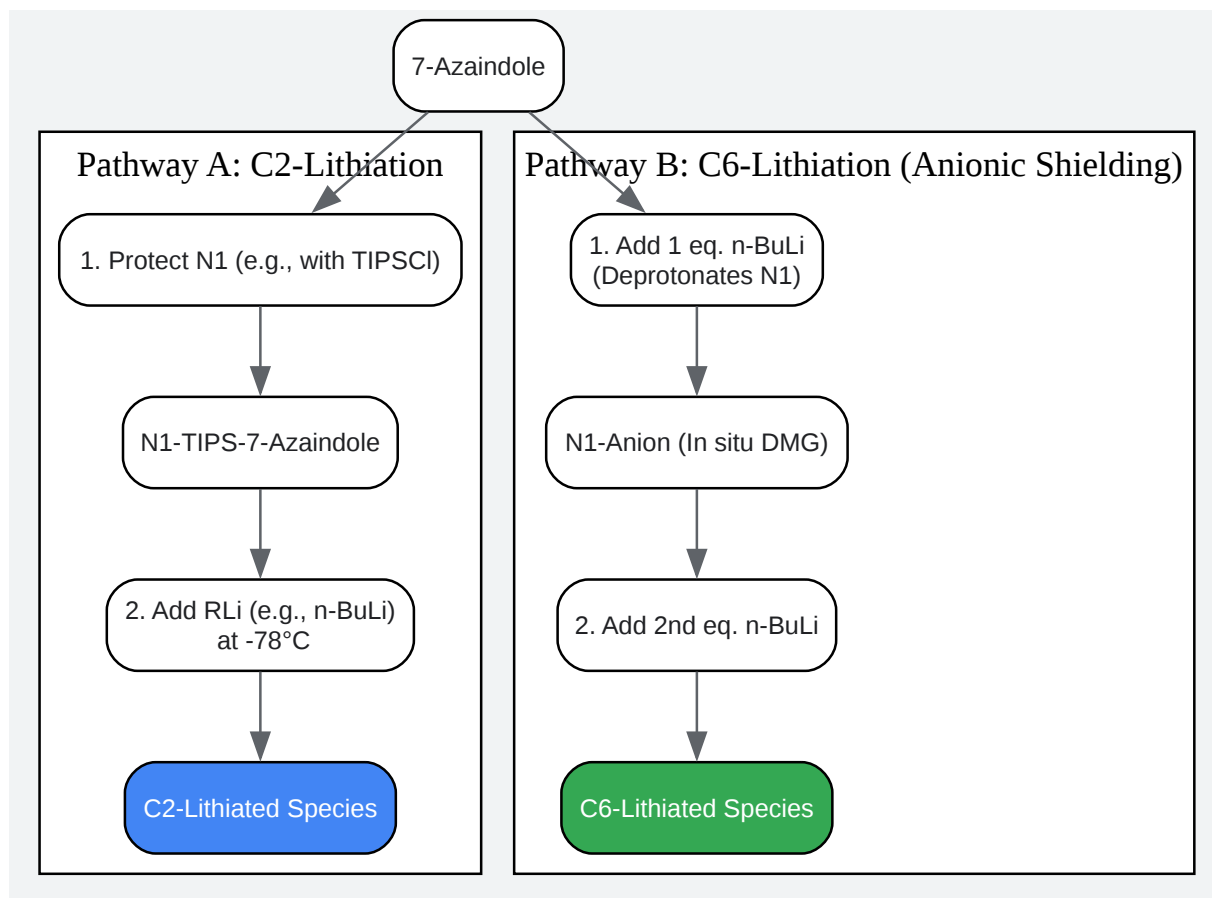 7-Azaindole
Pathway A: C2-Lithiation
1. Protect N1 (e.g., with TIPSCl)
N1-TIPS-7-Azaindole
2. Add RLi (e.g., n-BuLi)
at -78°C
C2-Lithiated Species
Pathway B: C6-Lithiation (Anionic Shielding)
1. Add 1 eq. n-BuLi
(Deprotonates N1)
N1-Anion (In situ DMG)
2. Add 2nd eq. n-BuLi
C6-Lithiated Species